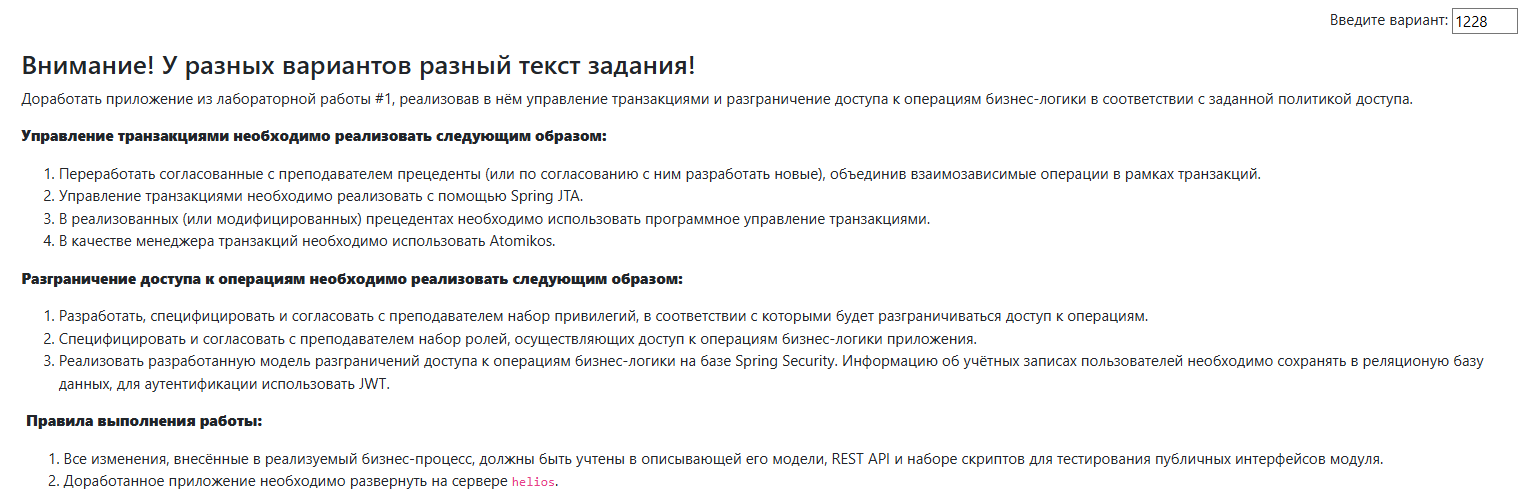 Введите вариант: 1228
Внимание! У разных вариантов разный текст задания!
Доработать приложение из лабораторной работы #1, реализовав в нём управление транзакциями и разграничение доступа к операциям бизнес-логики в соответствии с заданной политикой доступа.
Управление транзакциями необходимо реализовать следующим образом:
1. Переработать согласованные с преподавателем прецеденты (или по согласованию с ним разработать новые), объединив взаимозависимые операции в рамках транзакций.
2. Управление транзакциями необходимо реализовать с помощью Spring JTA.
3. В реализованных (или модифицированных) прецедентах необходимо использовать программное управление транзакциями.
4. В качестве менеджера транзакций необходимо использовать Atomikos.
Разграничение доступа к операциям необходимо реализовать следующим образом:
1. Разработать, специфицировать и согласовать с преподавателем набор привилегий, в соответствии с которыми будет разграничиваться доступ к операциям.
2. Специфицировать и согласовать с преподавателем набор ролей, осуществляющих доступ к операциям бизнес-логики приложения.
3. Реализовать разработанную модель разграничений доступа к операциям бизнес-логики на базе Spring Security. Информацию об учётных записах пользователей необходимо сохранять в реляционую базу
данных, для аутентификации использовать JWT.
Правила выполнения работы:
1. Все изменения, внесённые в реализуемый бизнес-процесс, должны быть учтены в описывающей его модели, REST API и наборе скриптов для тестирования публичных интерфейсов модуля.
2. Доработанное приложение необходимо развернуть на сервере helios.